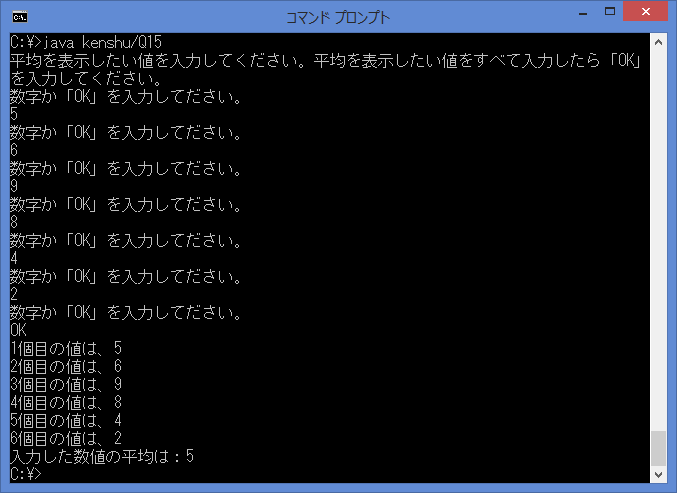 コマンド プロンプト
C:¥>java kenshu/Q15
平均を表示したい値を入力してください。平均を表示したい値をすべて入力したら「OK」
を入力してください。
数字か「OK」を入力してださい。
5
数字か「OK」を入力してださい。
6
数字か「OK」を入力してださい。
9
数字か「OK」を入力してださい。
8
数字か「OK」を入力してださい。
4
数字か「OK」を入力してださい。
2
数字か「OK」を入力してださい。
OK
1個目の値は、5
2個目の値は、6
3個目の値は、9
4個目の値は、8
5個目の値は、4
6個目の値は、2
入力した数値の平均は：5
C:¥>